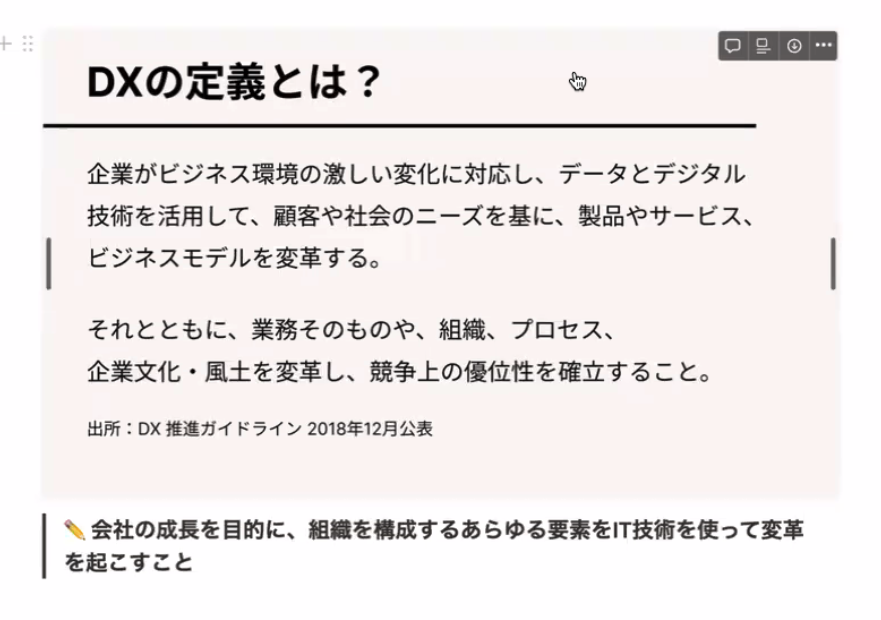 DXの定義とは？
企業がビジネス環境の激しい変化に対応し、データとデジタル
技術を活用して、顧客や社会のニーズを基に、製品やサービス、
ビジネスモデルを変革する。
それとともに、業務そのものや、組織、プロセス、
企業文化・風土を変革し、競争上の優位性を確立すること。
出所：DX 推進ガイドライン 2018年12月公表
✏️ 会社の成長を目的に、組織を構成するあらゆる要素をIT技術を使って変革
を起こすこと